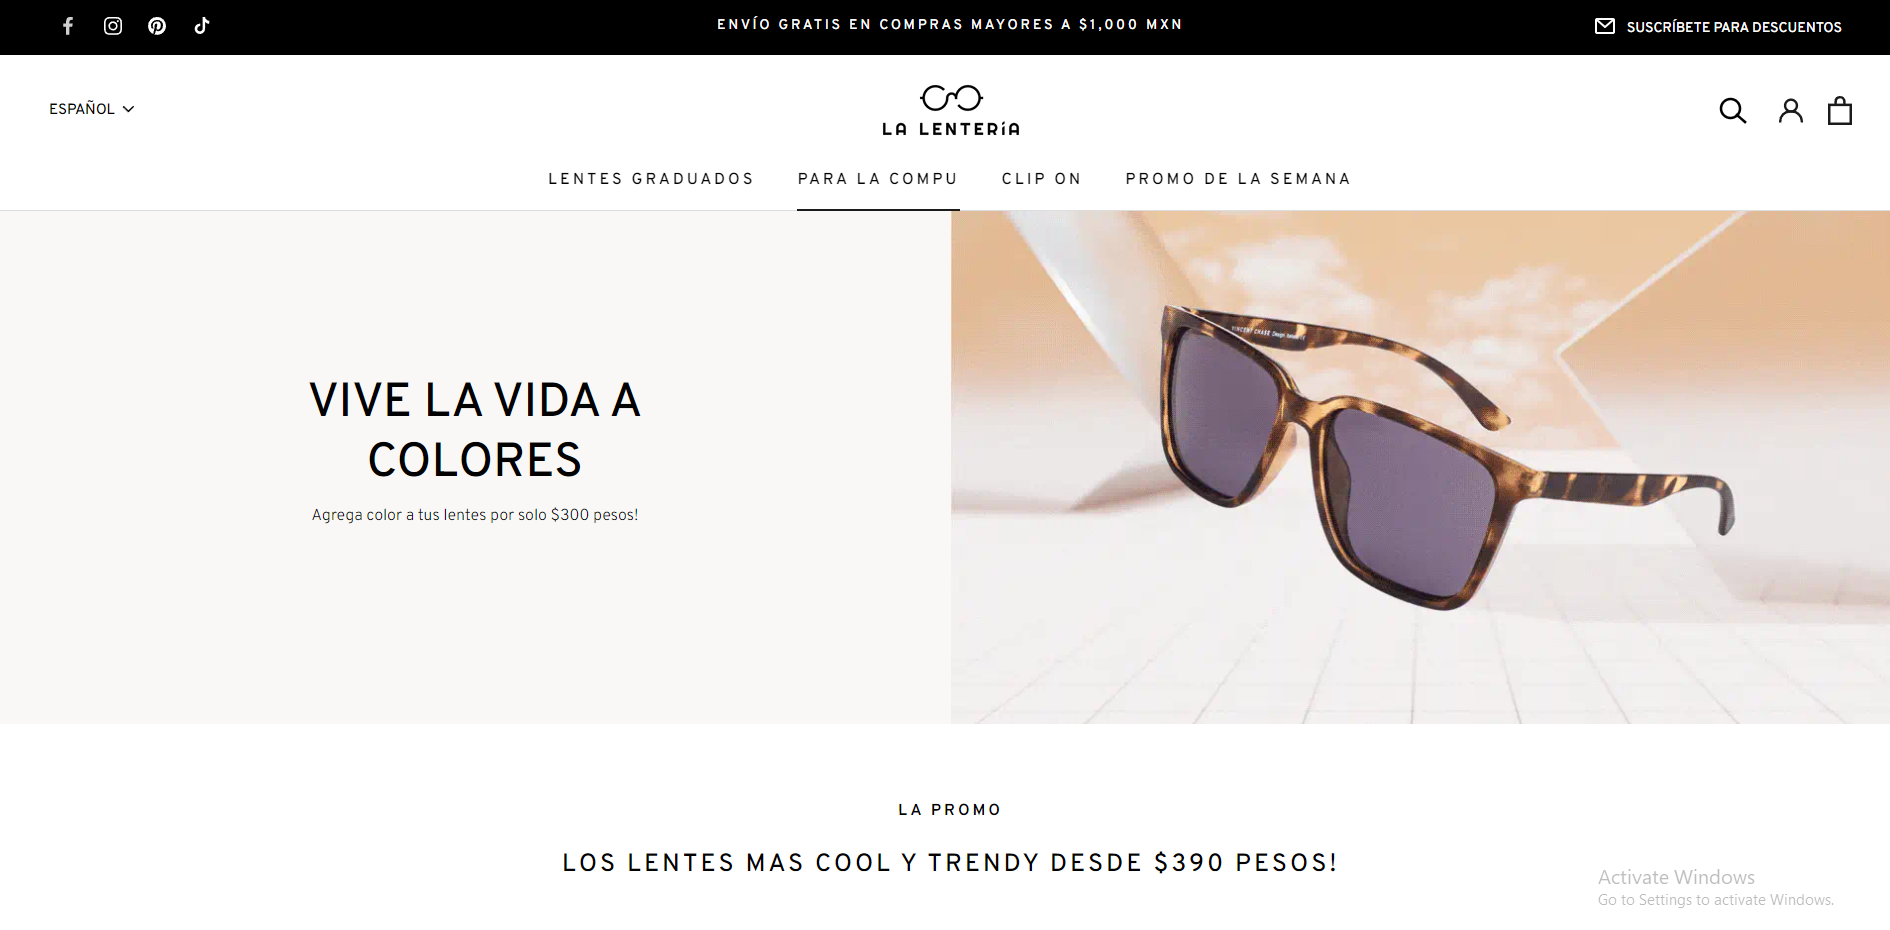 ENVÍO GRATIS EN COMPRAS MAYORES A $1,000 MXN
SUSCRÍBETE PARA DESCUENTOS
ESPAÑOL
LA LENTERÍA
LENTES GRADUADOS
PARA LA COMPU
CLIP ON
PROMO DE LA SEMANA
VIVE LA VIDA A
COLORES
Agrega color a tus lentes por solo $300 pesos!
VINCENT CHASE
LA PROMO
LOS LENTES MAS COOL Y TRENDY DESDE $390 PESOS!
Activate Windows
Go to Settings to activate Windows.